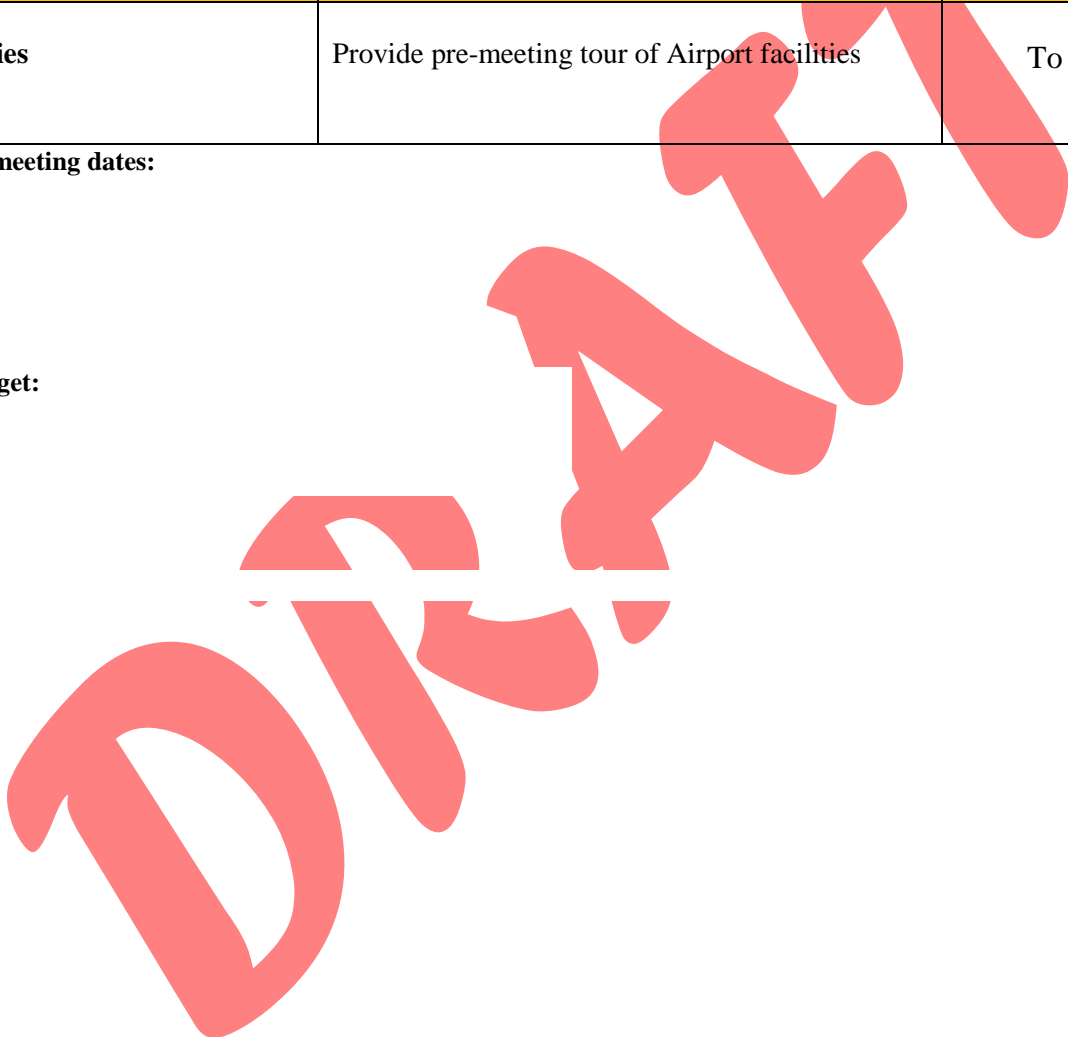 ies
Provide pre-meeting tour of Airport facilities
To
meeting dates:
get:
DRAFT